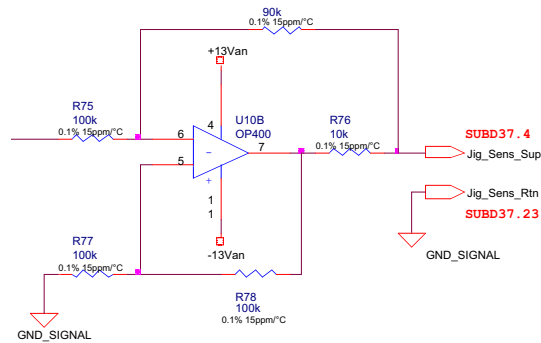 90k
0.1% 15ppm/°C
+13Van
R75
100k
0.1% 15ppm/°C
4
U10B
OP400
R76
10k
0.1% 15ppm/°C
6
5
7
-
+
SUBD37.4
Jig_Sens_Sup
Jig_Sens_Rtn
SUBD37.23
GND_SIGNAL
1
1
-13Van
R77
100k
0.1% 15ppm/°C
R78
100k
0.1% 15ppm/°C
GND_SIGNAL